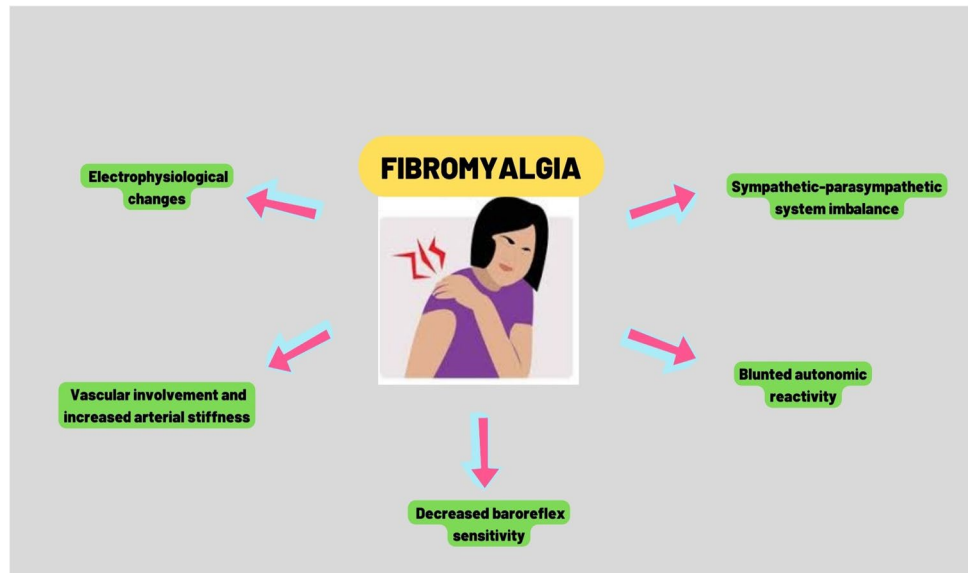 FIBROMYALGIA
Electrophysiological
changes
Sympathetic-parasympathetic
system imbalance
Vascular involvement and
increased arterial stiffness
Blunted autonomic
reactivity
Decreased baroreflex
sensitivity